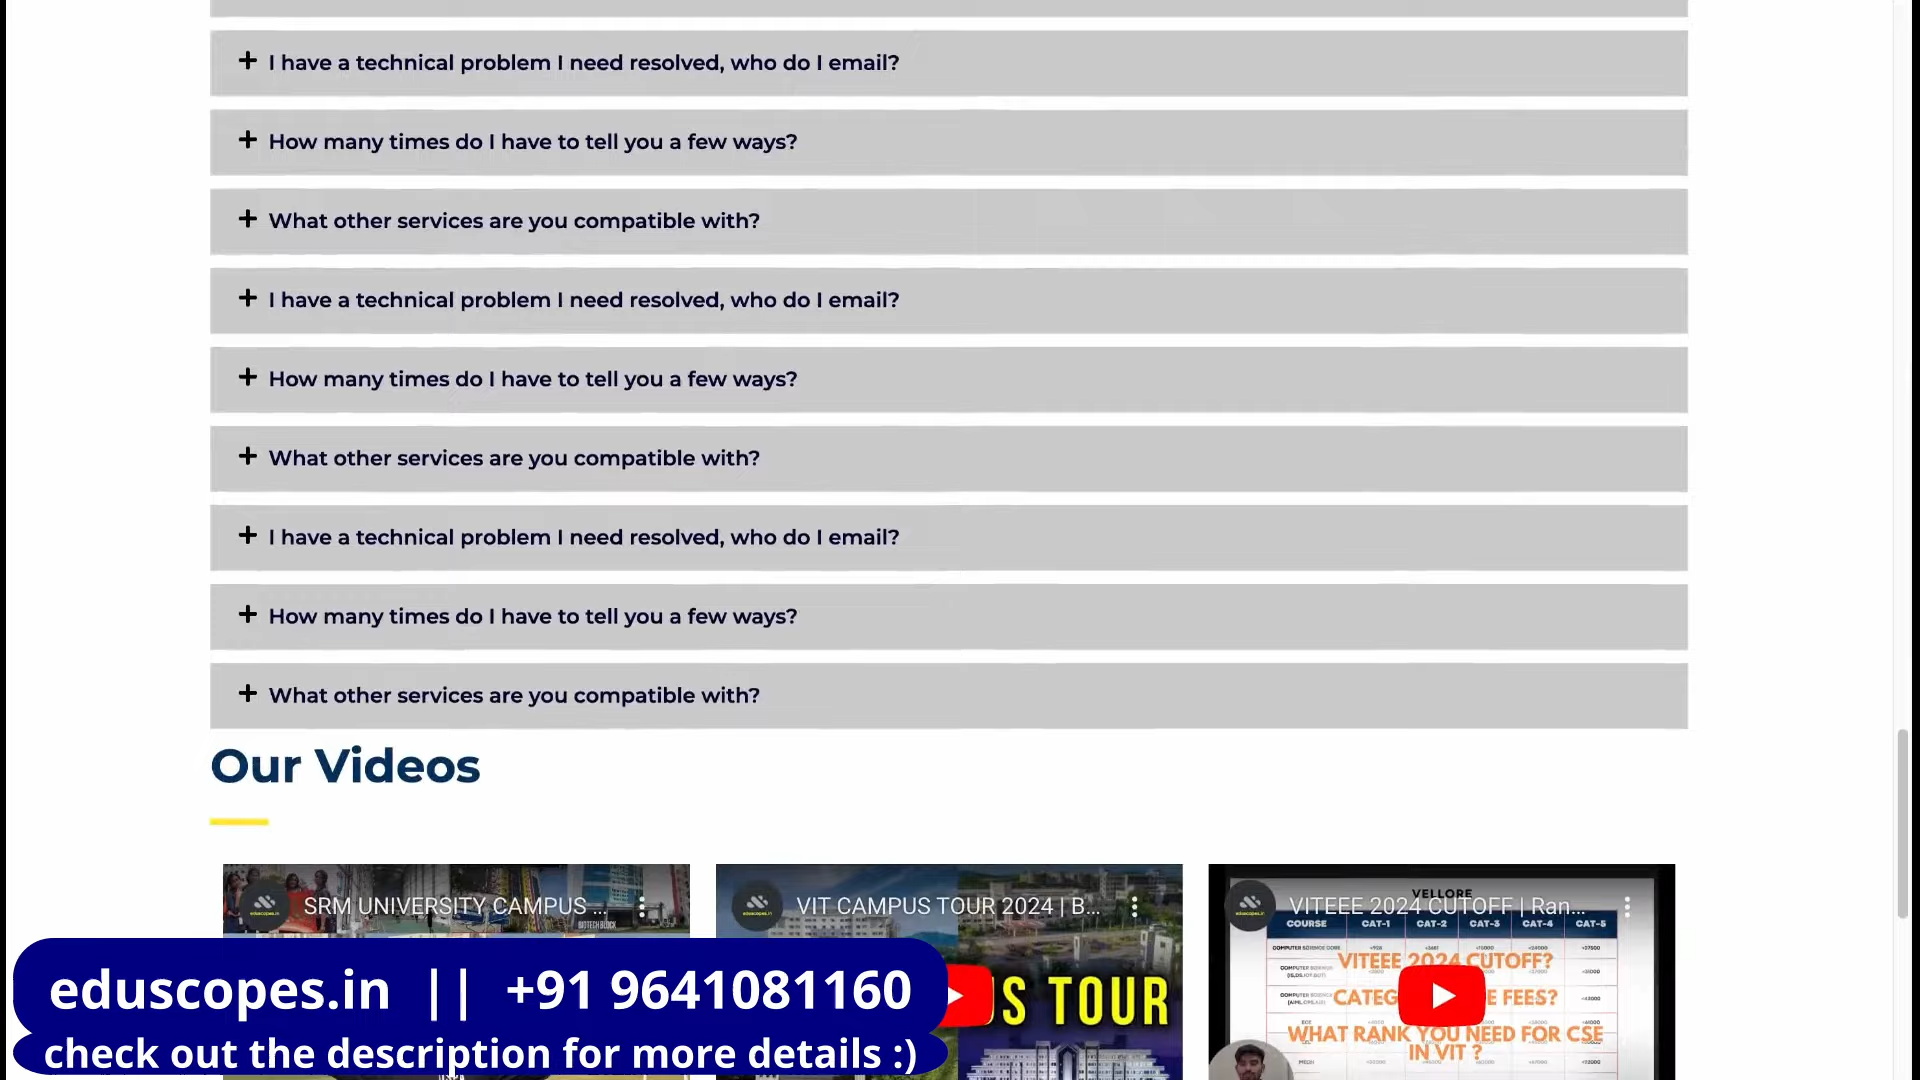 I have a technical problem I need resolved, who do I email?
How many times do I have to tell you a few ways?
What other services are you compatible with?
I have a technical problem I need resolved, who do I email?
How many times do I have to tell you a few ways?
What other services are you compatible with?
I have a technical problem I need resolved, who do I email?
How many times do I have to tell you a few ways?
What other services are you compatible with?
Our Videos
SRM UNIVERSITY CAMPUS ...
BIOTECH BLOCK
VIT CAMPUS TOUR 2024 | B...
S TOUR
VELLORE
VITEEE 2024 CUTOFF | Ran...
COURSE CAT-1 CAT-2 CAT-3 CAT-4 CAT-5
COMPUTER SCIENCE CORE
VITEEE 2024 CUTOFF?
CATEG E FEES?
WHAT RANK YOU NEED FOR CSE
IN VIT ?
eduscopes.in || +91 9641081160
check out the description for more details :)